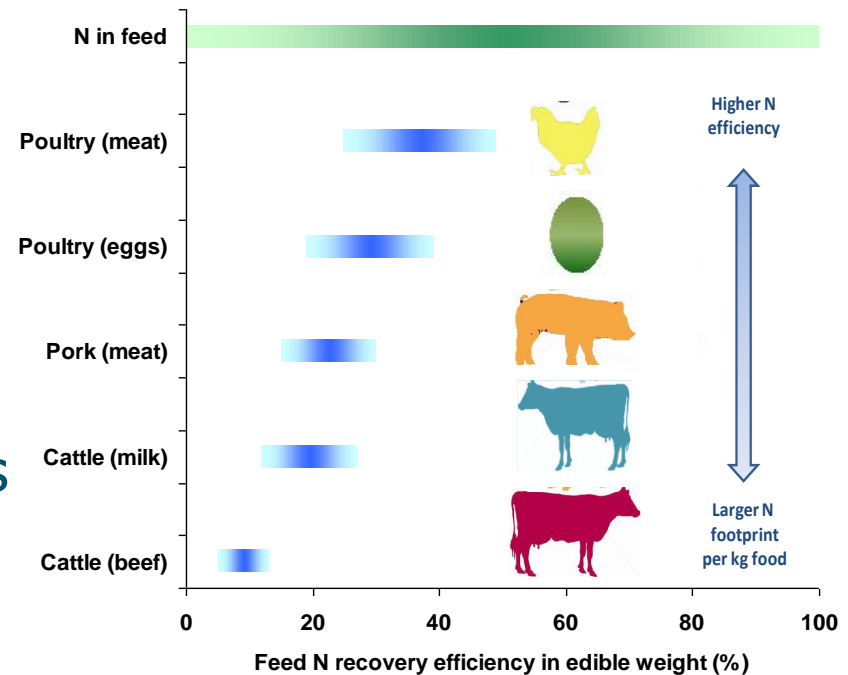 N in feed
Poultry (meat)
Poultry (eggs)
Pork (meat)
Cattle (milk)
s
Cattle (beef)
Higher N
efficiency
Larger N
footprint
per kg food
0 20 40 60 80 100
Feed N recovery efficiency in edible weight (%)